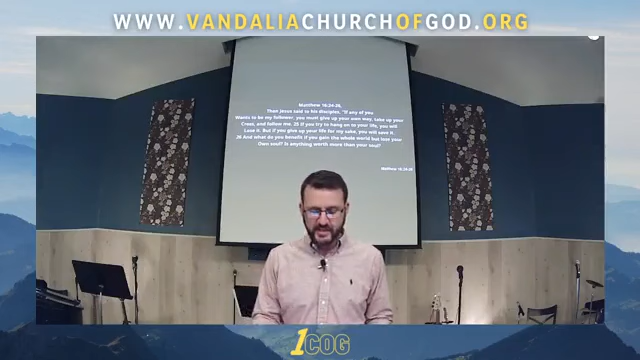 WWW.VANDALIACHURCHOFGOD.ORG
Matthew 16:24-26,
Then Jesus said to his disciples, "If any of you
Wants to be my follower, you must give up your own way, take up your
Cross, and follow me. 25 If you try to hang on to your life, you will
Lose it. But if you give up your life for my sake, you will save it.
26 And what do you benefit if you gain the whole world but lose your
Own soul? Is anything worth more than your soul?
Matthew 16:24-26
1COG